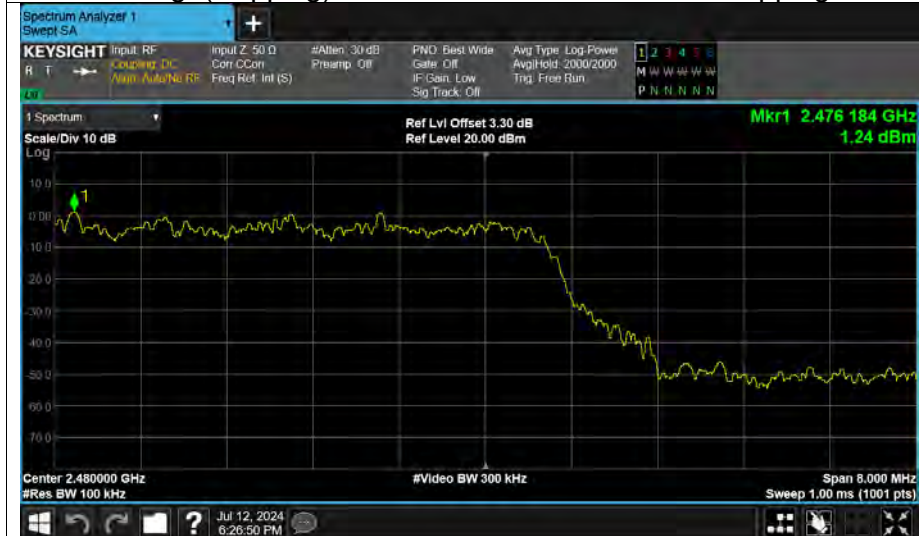 Spectrum Analyzer 1
Swept SA
+
KEYSIGHT Input: RF Input Z: 50 Ω #Atten: 30 dB PNO: Best Wide Avg Type: Log-Power 1 2 3 4 5 6
R T Coupling: DC Corr CCorr Preamp: Off Gate: Off Avg|Hold: 2000/2000 M W W W W W
Align: Auto/No RF Freq Ref: Int (S) IF Gain: Low Trig: Free Run
Sig Track: Off P N N N N N
1 Spectrum Ref Lvl Offset 3.30 dB Mkr1 2.476 184 GHz
Scale/Div 10 dB Ref Level 20.00 dBm 1.24 dBm
Log
10.0
1
0.00
-10.0
-20.0
-30.0
-40.0
-50.0
-60.0
-70.0
Center 2.480000 GHz #Video BW 300 kHz Span 8.000 MHz
#Res BW 100 kHz Sweep 1.00 ms (1001 pts)
? Jul 12, 2024
6:26:50 PM